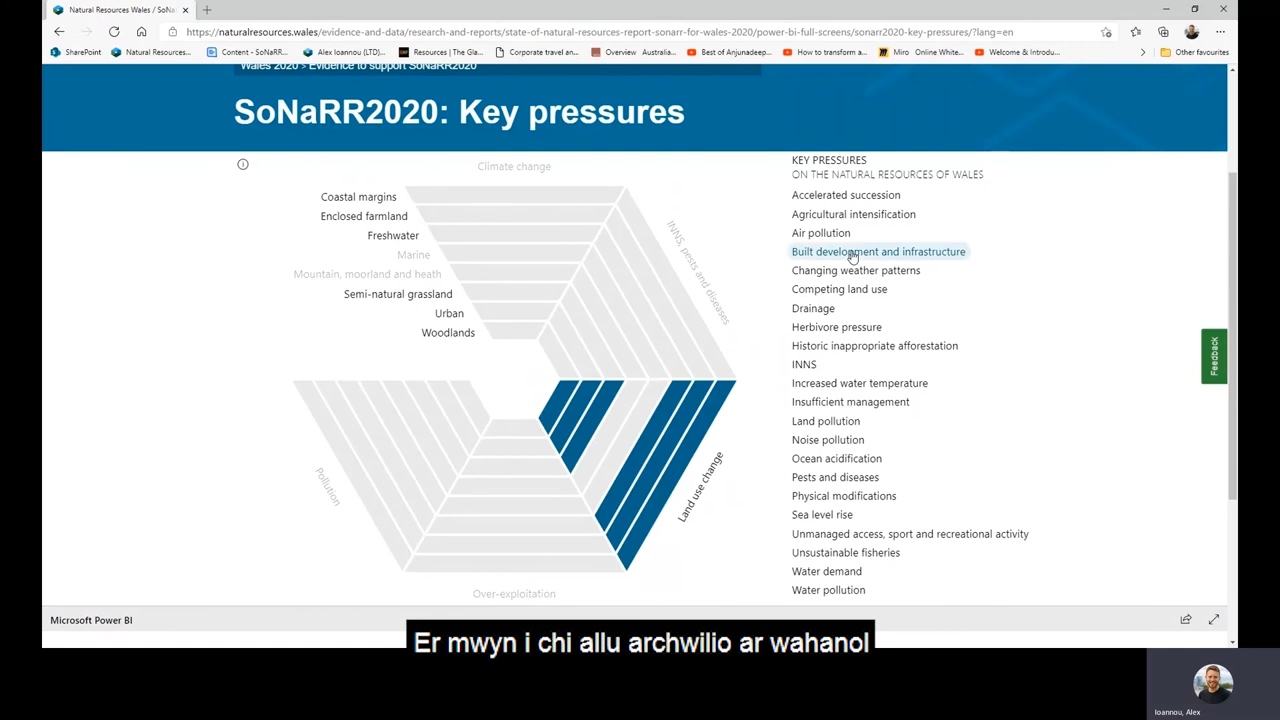 Natural Resources Wales / SoNa
https://naturalresources.wales/evidence-and-data/research-and-reports/state-of-natural-resources-report-sonarr-for-wales-2020/power-bi-full-screens/sonarr2020-key-pressures/?lang=en
SharePoint
Natural Resources W...
Content - SoNaRR...
Alex Ioannou (LTD)...
Resources | The Gla...
Corporate travel an...
Overview Australia...
Best of Anjunadeep...
How to transform a...
Miro Online White...
Welcome & Introdu...
Other favourites
Wales 2020 > Evidence to support SoNaRR2020
SoNaRR2020: Key pressures
Climate change
Coastal margins
Enclosed farmland
Freshwater
Marine
Mountain, moorland and heath
Semi-natural grassland
Urban
Woodlands
INNS, pests and diseases
Land use change
Over-exploitation
Pollution
KEY PRESSURES
ON THE NATURAL RESOURCES OF WALES
Accelerated succession
Agricultural intensification
Air pollution
Built development and infrastructure
Changing weather patterns
Competing land use
Drainage
Herbivore pressure
Historic inappropriate afforestation
INNS
Increased water temperature
Insufficient management
Land pollution
Noise pollution
Ocean acidification
Pests and diseases
Physical modifications
Sea level rise
Unmanaged access, sport and recreational activity
Unsustainable fisheries
Water demand
Water pollution
Feedback
Microsoft Power BI
Er mwyn i chi allu archwilio ar wahanol
Ioannou, Alex